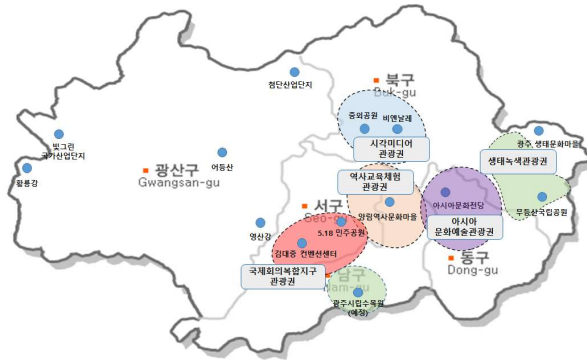 첨단산업단지
북구
Buk-gu
중외공원
비엔날레
시각미디어
관광권
빛그린
국가산업단지
황룡강
어등산
광산구
Gwangsan-gu
광주, 생태문화마을
생태녹색관광권
무등산국립공원
역사교육체험
관광권
양림역사문화마을
아시아문화전당
아시아
문화예술관광권
서구
Seo-gu
5.18 민주공원
영산강
김대중 컨벤션센터
국제회의복합지구
관광권
남구
Nam-gu
광주시립수목원
(예정)
동구
Dong-gu